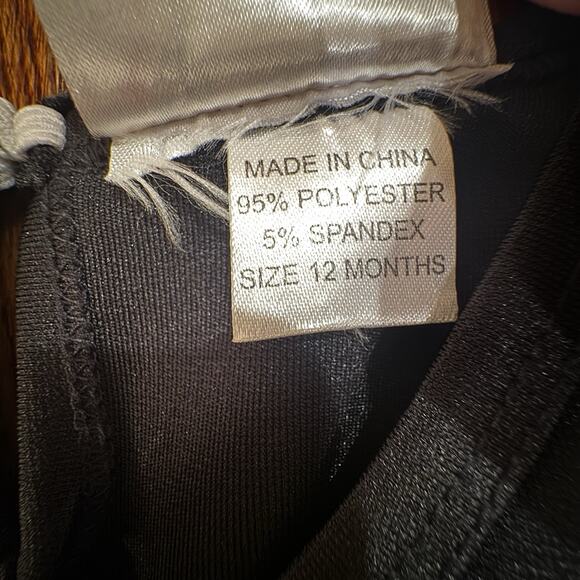 MADE IN CHINA
95% POLYESTER
5% SPANDEX
SIZE 12 MONTHS